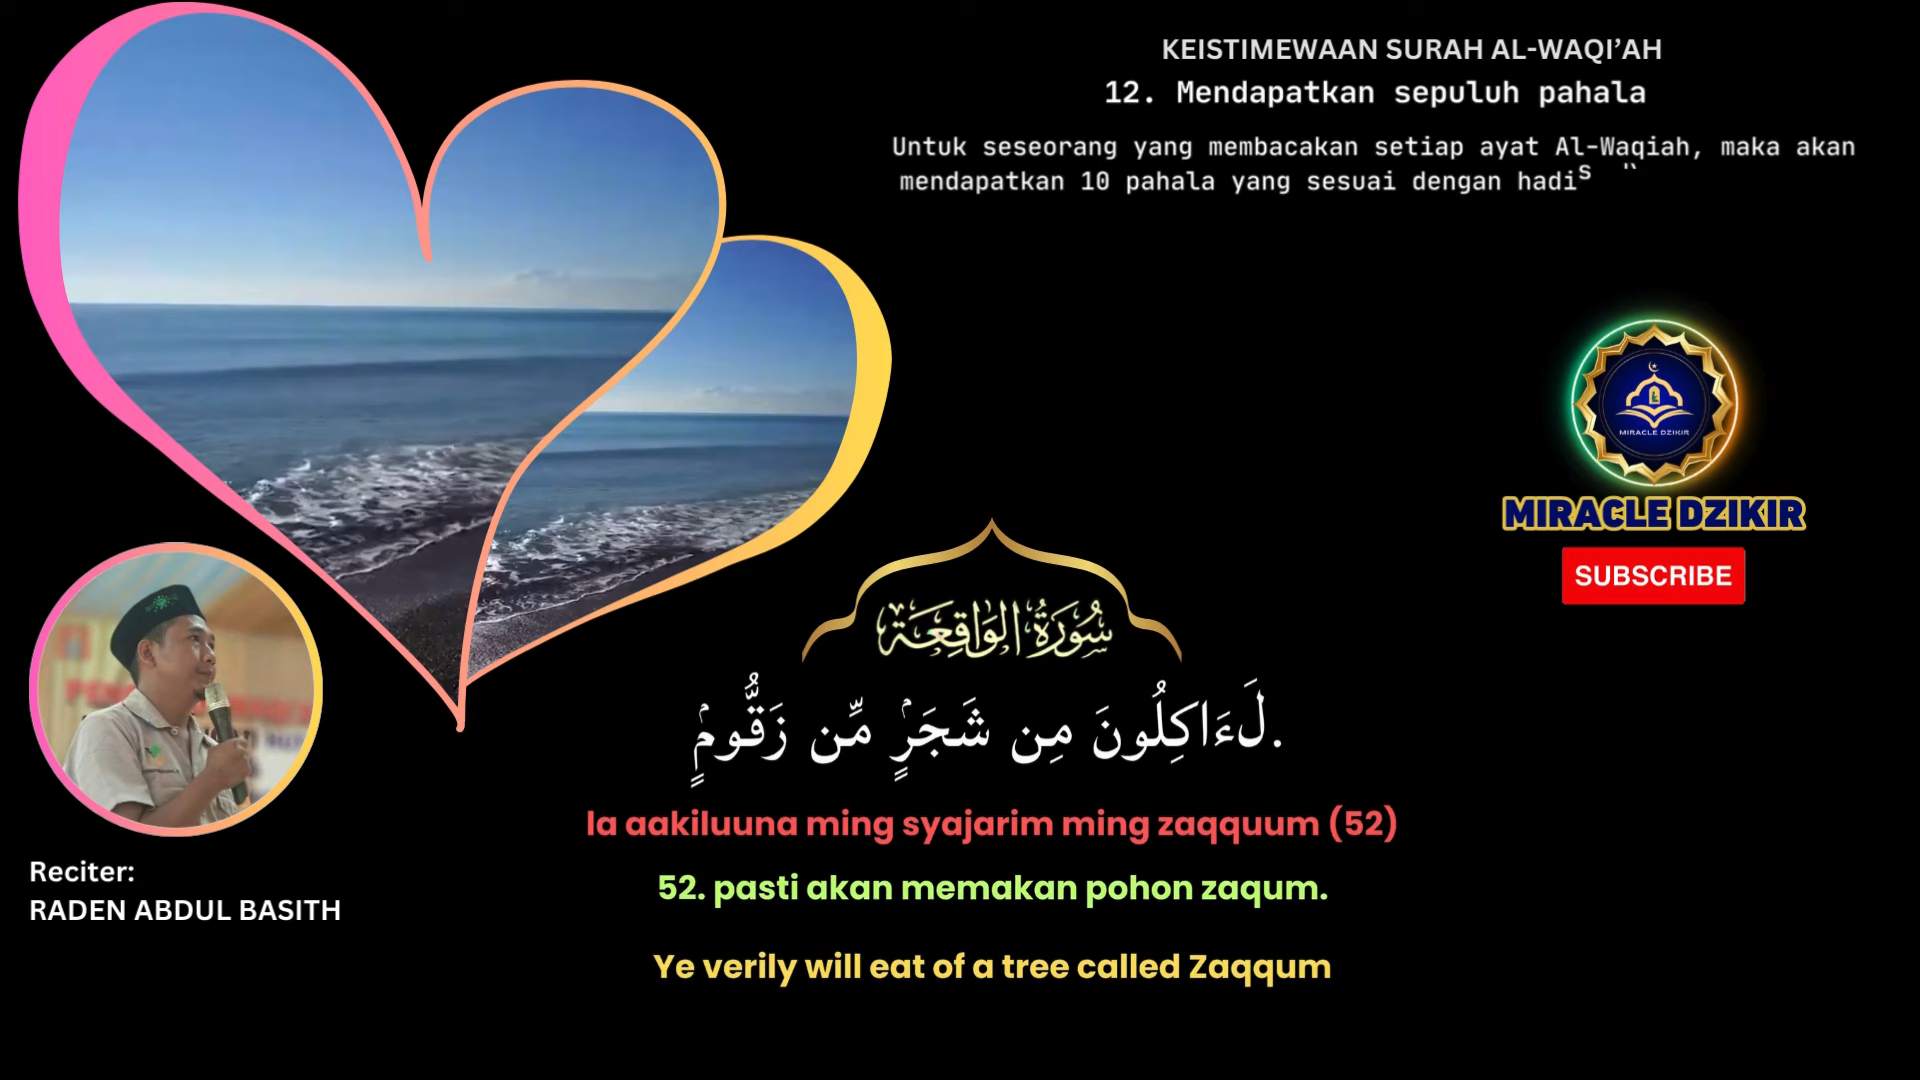 KEISTIMEWAAN SURAH AL-WAQI’AH
12. Mendapatkan sepuluh pahala
Untuk seseorang yang membacakan setiap ayat Al-Waqiah, maka akan
mendapatkan 10 pahala yang sesuai dengan hadis
MIRACLE DZIKIR
MIRACLE DZIKIR
SUBSCRIBE
سُورَةُ الوَاقِعَة
لَءَاكِلُونَ مِن شَجَرٍۢ مِّن زَقُّومٍۢ.
la aakiluuna ming syajarim ming zaqquum (52)
52. pasti akan memakan pohon zaqum.
Ye verily will eat of a tree called Zaqqum
Reciter:
RADEN ABDUL BASITH